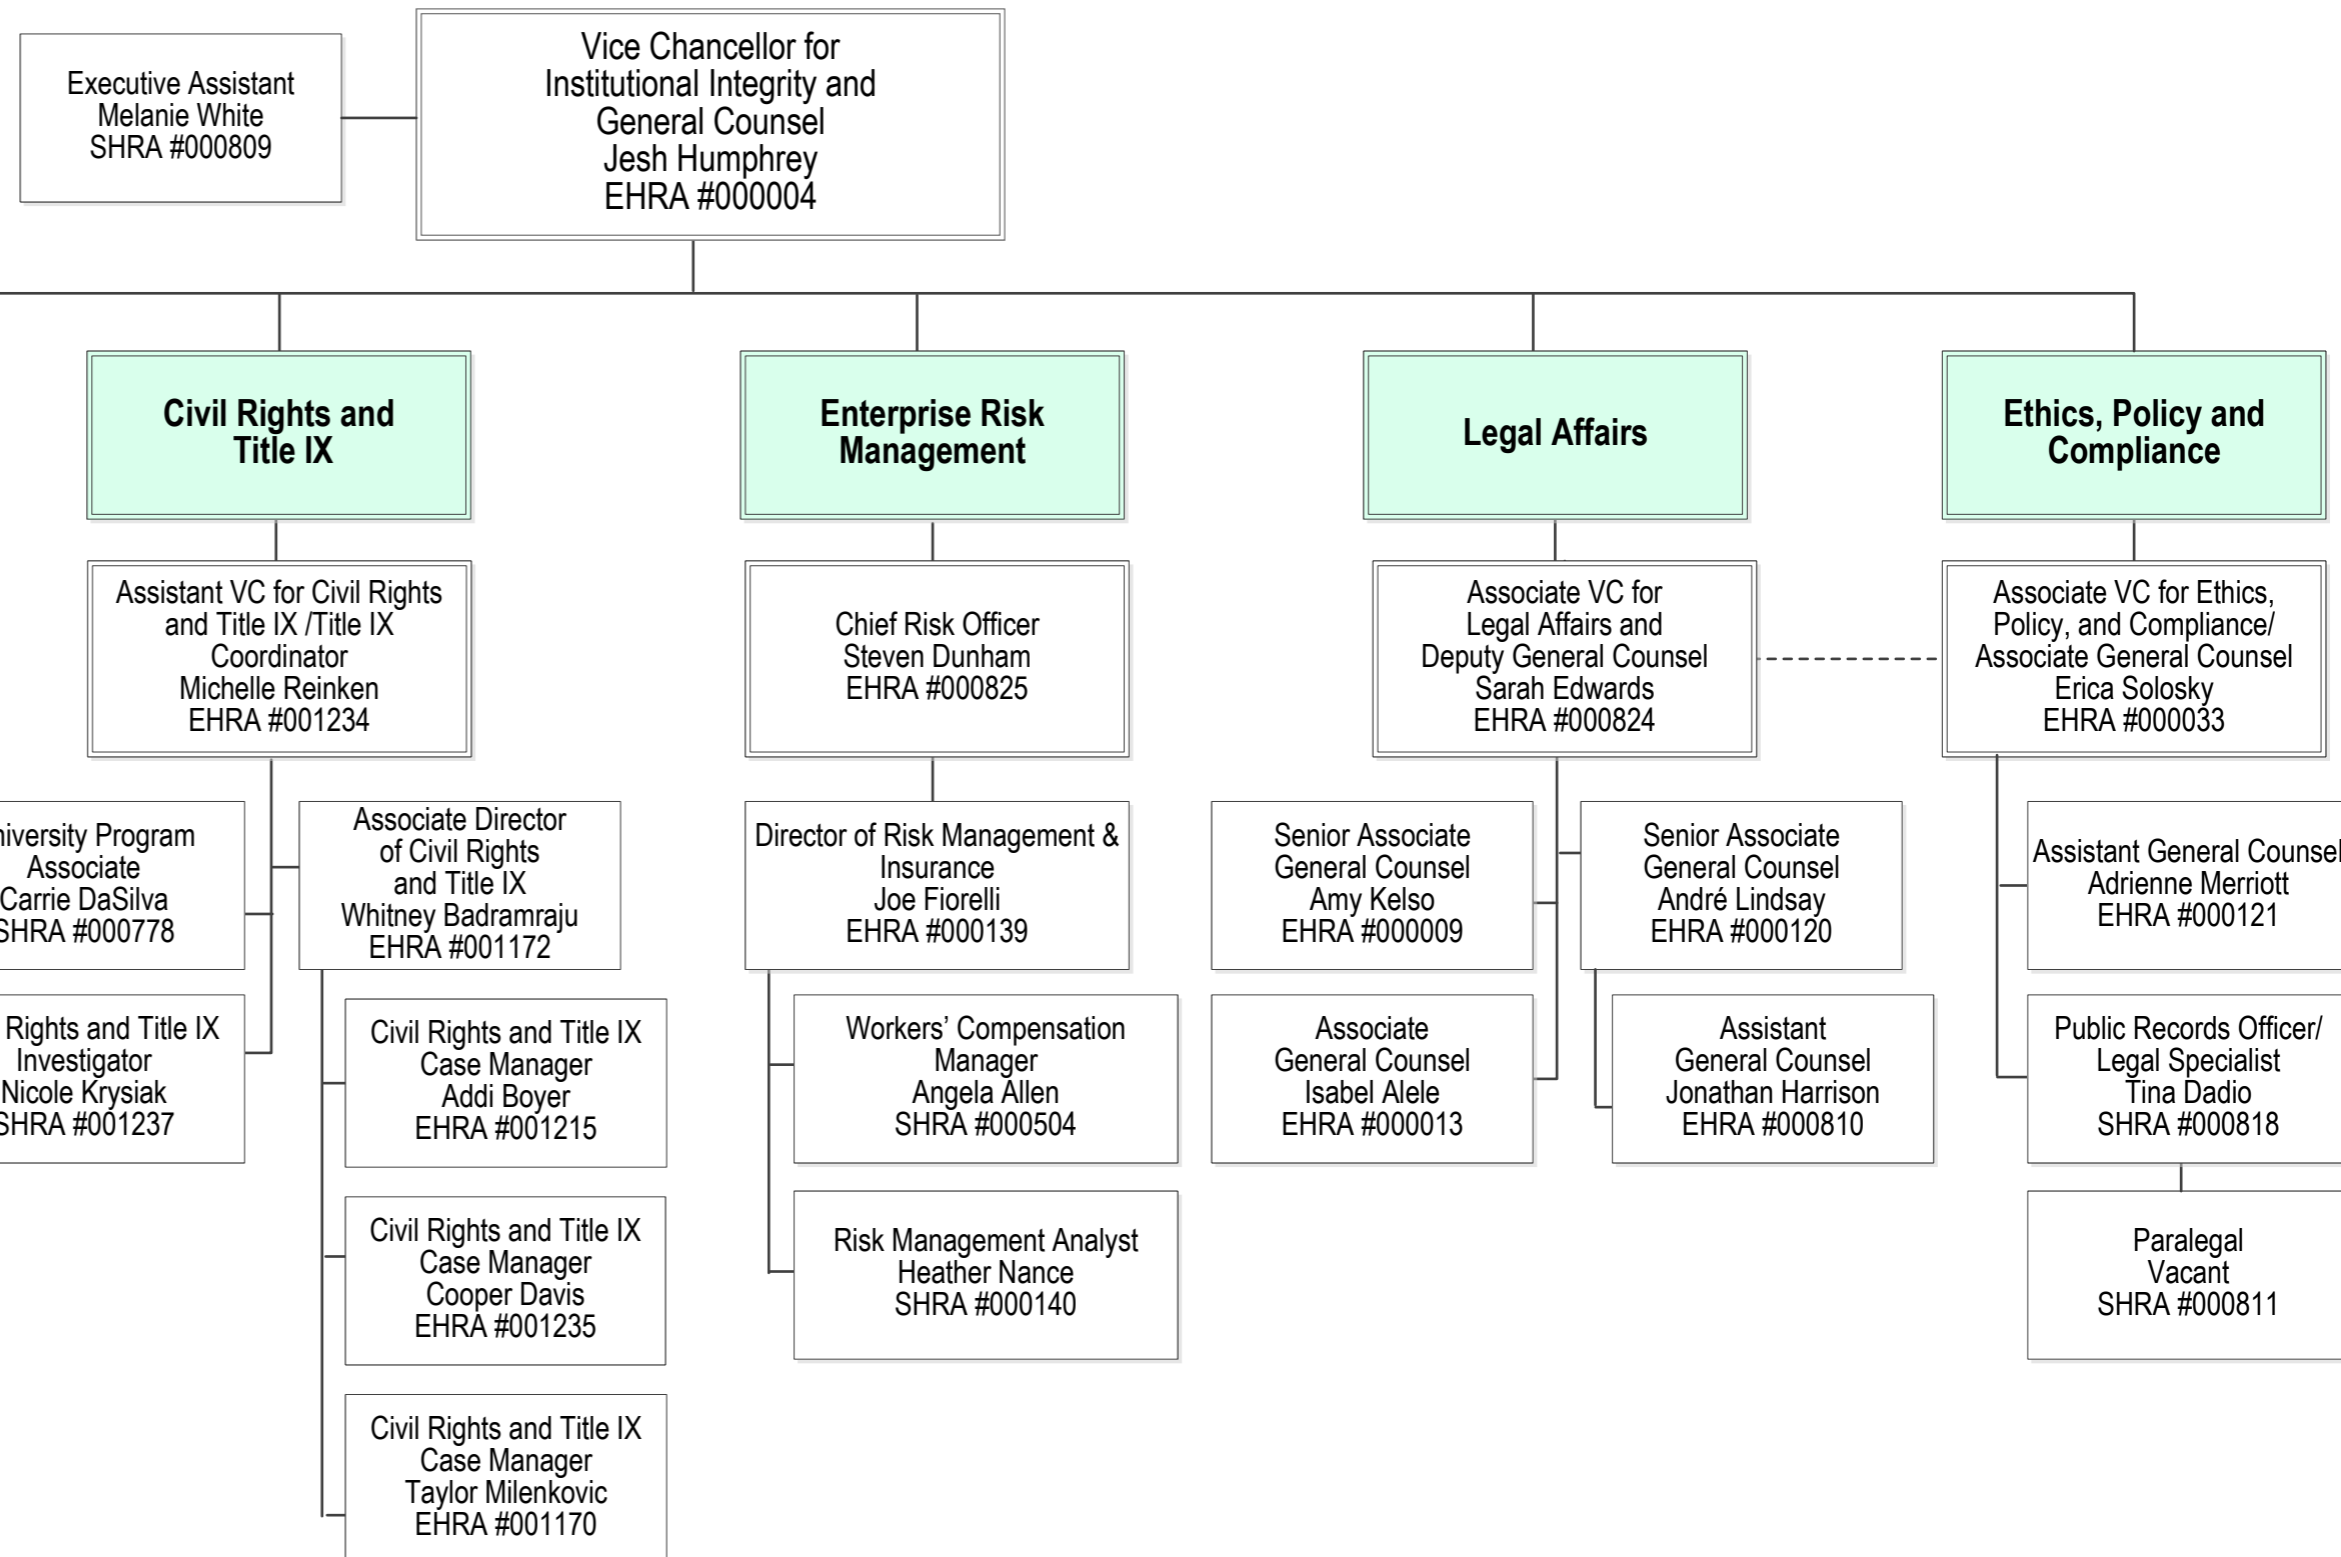 Executive Assistant
Melanie White
SHRA #000809
Vice Chancellor for
Institutional Integrity and
General Counsel
Jesh Humphrey
EHRA #000004
Civil Rights and
Title IX
Enterprise Risk
Management
Legal Affairs
Ethics, Policy and
Compliance
Assistant VC for Civil Rights
and Title IX /Title IX
Coordinator
Michelle Reinken
EHRA #001234
Chief Risk Officer
Steven Dunham
EHRA #000825
Associate VC for
Legal Affairs and
Deputy General Counsel
Sarah Edwards
EHRA #000824
Associate VC for Ethics,
Policy, and Compliance/
Associate General Counsel
Erica Solosky
EHRA #000033
Program
Associate
Carrie DaSilva
SHRA #000778
Associate Director
of Civil Rights
and Title IX
Whitney Badramraju
EHRA #001172
Director of Risk Management &
Insurance
Joe Fiorelli
EHRA #000139
Senior Associate
General Counsel
Amy Kelso
EHRA #000009
Senior Associate
General Counsel
André Lindsay
EHRA #000120
Assistant General Counsel
Adrienne Merriott
EHRA #000121
Rights and Title IX
Investigator
Nicole Krysiak
SHRA #001237
Civil Rights and Title IX
Case Manager
Addi Boyer
EHRA #001215
Workers’ Compensation
Manager
Angela Allen
SHRA #000504
Associate
General Counsel
Isabel Alele
EHRA #000013
Assistant
General Counsel
Jonathan Harrison
EHRA #000810
Public Records Officer/
Legal Specialist
Tina Dadio
SHRA #000818
Civil Rights and Title IX
Case Manager
Cooper Davis
EHRA #001235
Risk Management Analyst
Heather Nance
SHRA #000140
Paralegal
Vacant
SHRA #000811
Civil Rights and Title IX
Case Manager
Taylor Milenkovic
EHRA #001170